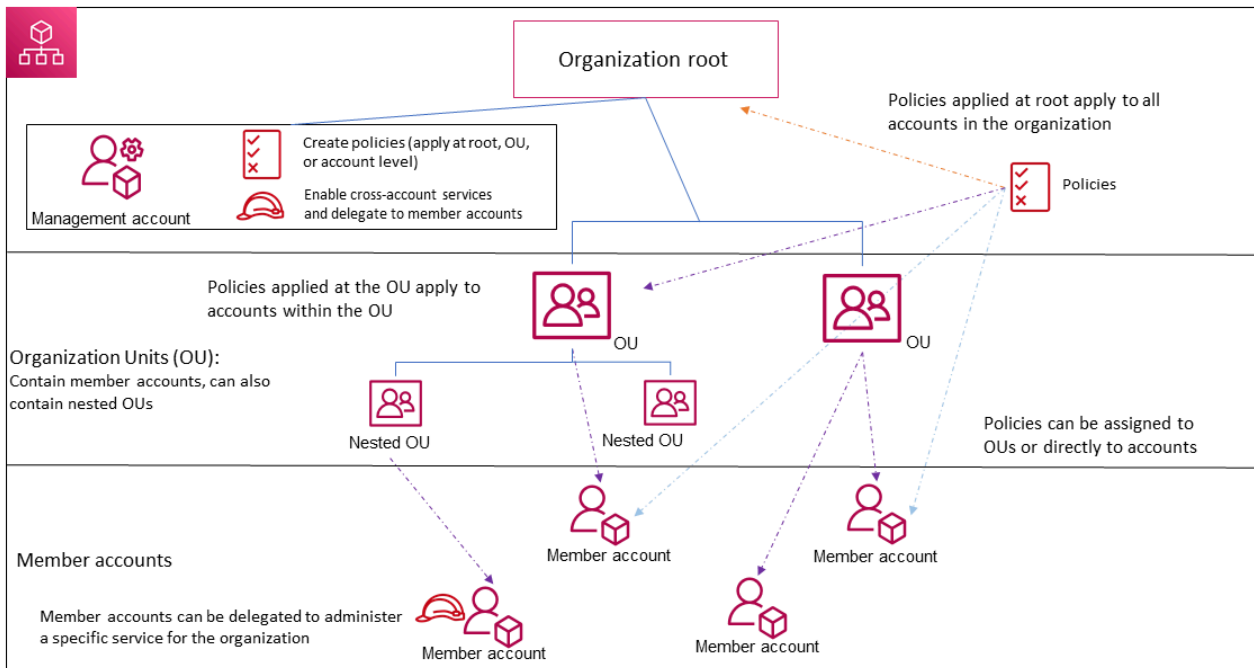 Organization root
Policies applied at root apply to all
accounts in the organization
Create policies (apply at root, OU,
or account level)
Enable cross-account services
and delegate to member accounts
Management account
Policies
Policies applied at the OU apply to
accounts within the OU
OU
OU
Organization Units (OU):
Contain member accounts, can also
contain nested OUs
Nested OU
Nested OU
Policies can be assigned to
OUs or directly to accounts
Member account
Member account
Member accounts
Member accounts can be delegated to administer
a specific service for the organization
Member account
Member account